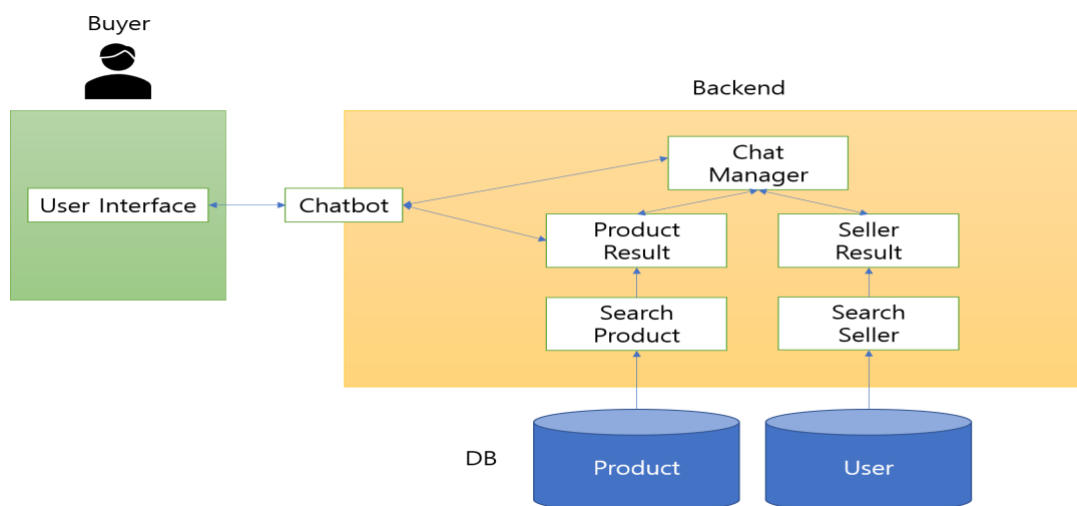 Buyer
Backend
Chat
Manager
User Interface
Chatbot
Product
Result
Seller
Result
Search
Product
Search
Seller
DB
Product
User